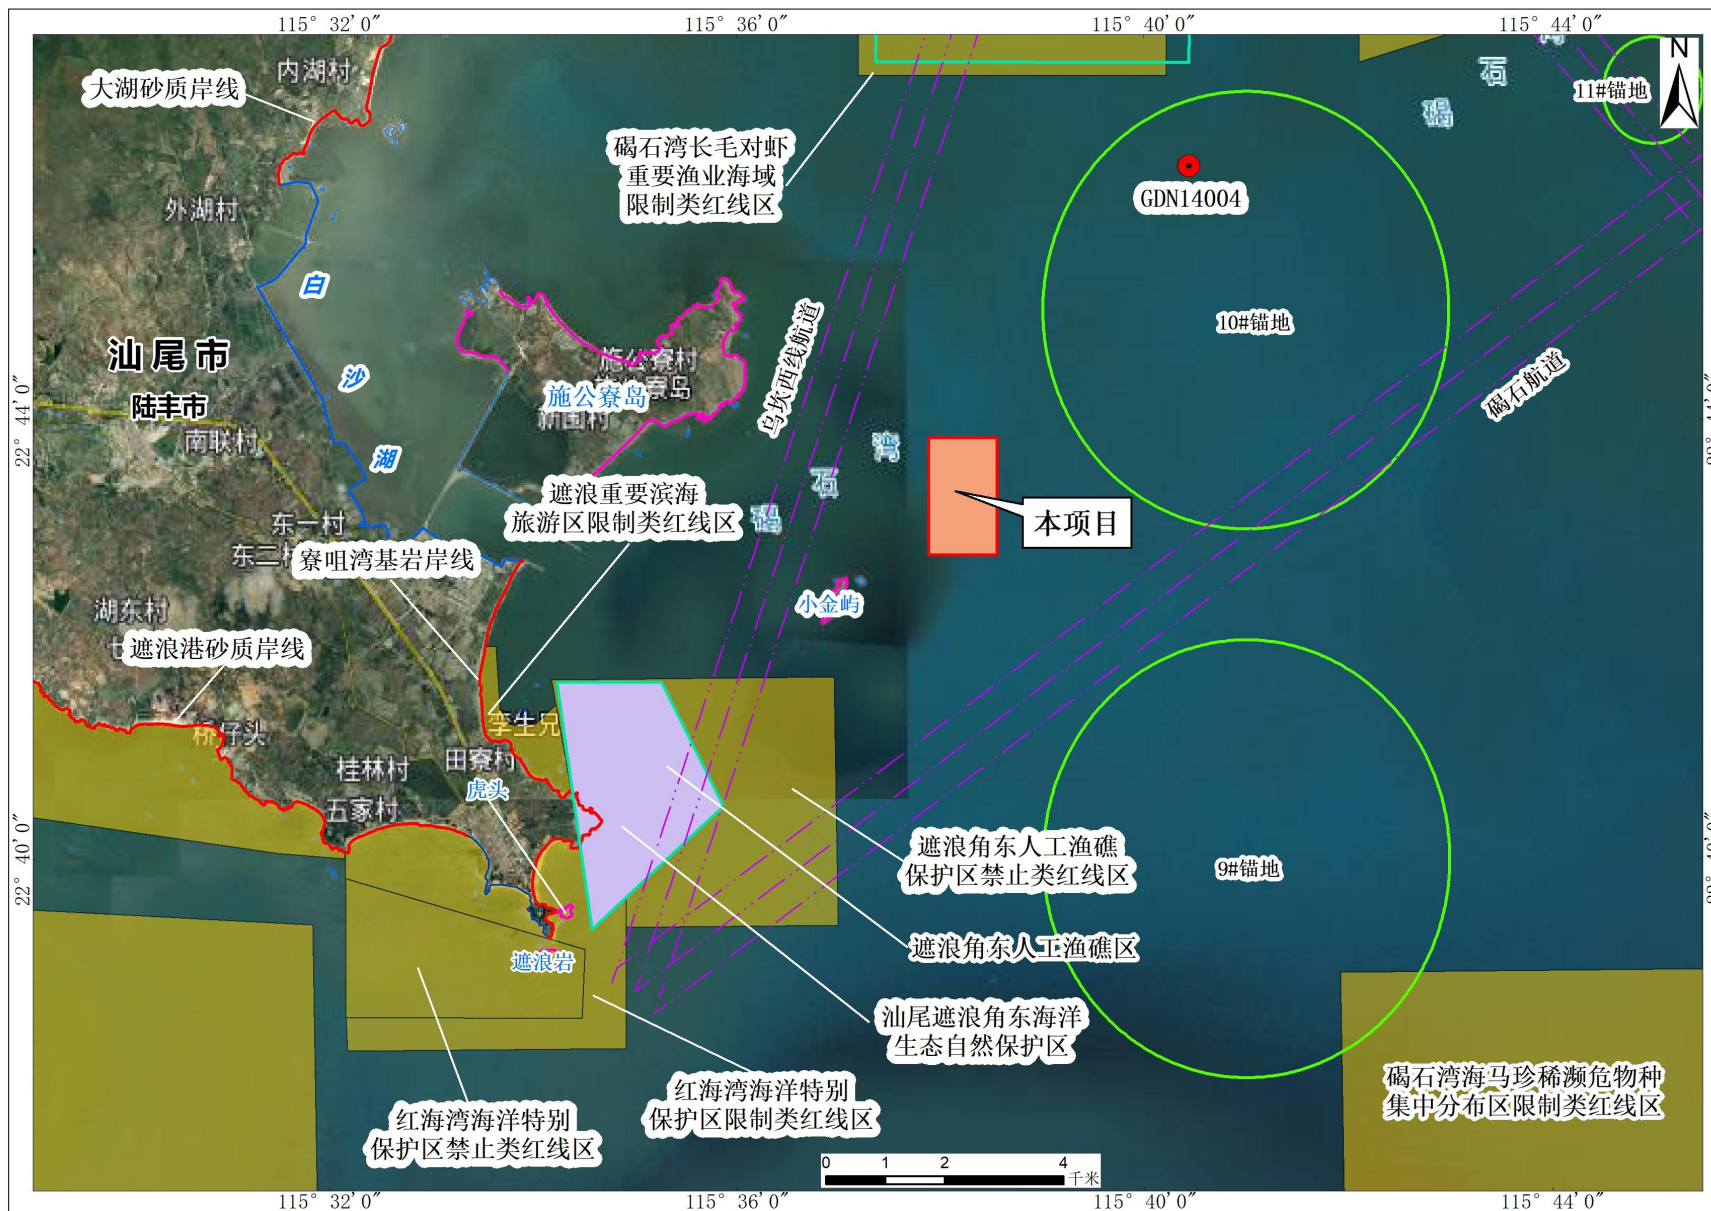 115° 32′ 0″
115° 36′ 0″
115° 40′ 0″
115° 44′ 0″
内湖村
大湖砂质岸线
外湖村
碣石湾长毛对虾
重要渔业海域
限制类红线区
石
碣
11#锚地
N
GDN14004
白
沙
湖
汕尾市
陆丰市
南联村
施公寮村
施公寮岛
新围村
乌坎西线航道
10#锚地
碣石航道
22° 44′ 0″
湾
石
碣
本项目
遮浪重要滨海
旅游区限制类红线区
东一村
寮咀湾基岩岸线
湖东村
遮浪港砂质岸线
小金屿
桥仔头
桂林村
五家村
田寮村
虎头
遮浪岩
22° 40′ 0″
遮浪角东人工渔礁
保护区禁止类红线区
9#锚地
遮浪角东人工渔礁区
汕尾遮浪角东海洋
生态自然保护区
红海湾海洋特别
保护区限制类红线区
红海湾海洋特别
保护区禁止类红线区
碣石湾海马珍稀濒危物种
集中分布区限制类红线区
0 1 2 4
千米
115° 32′ 0″
115° 36′ 0″
115° 40′ 0″
115° 44′ 0″